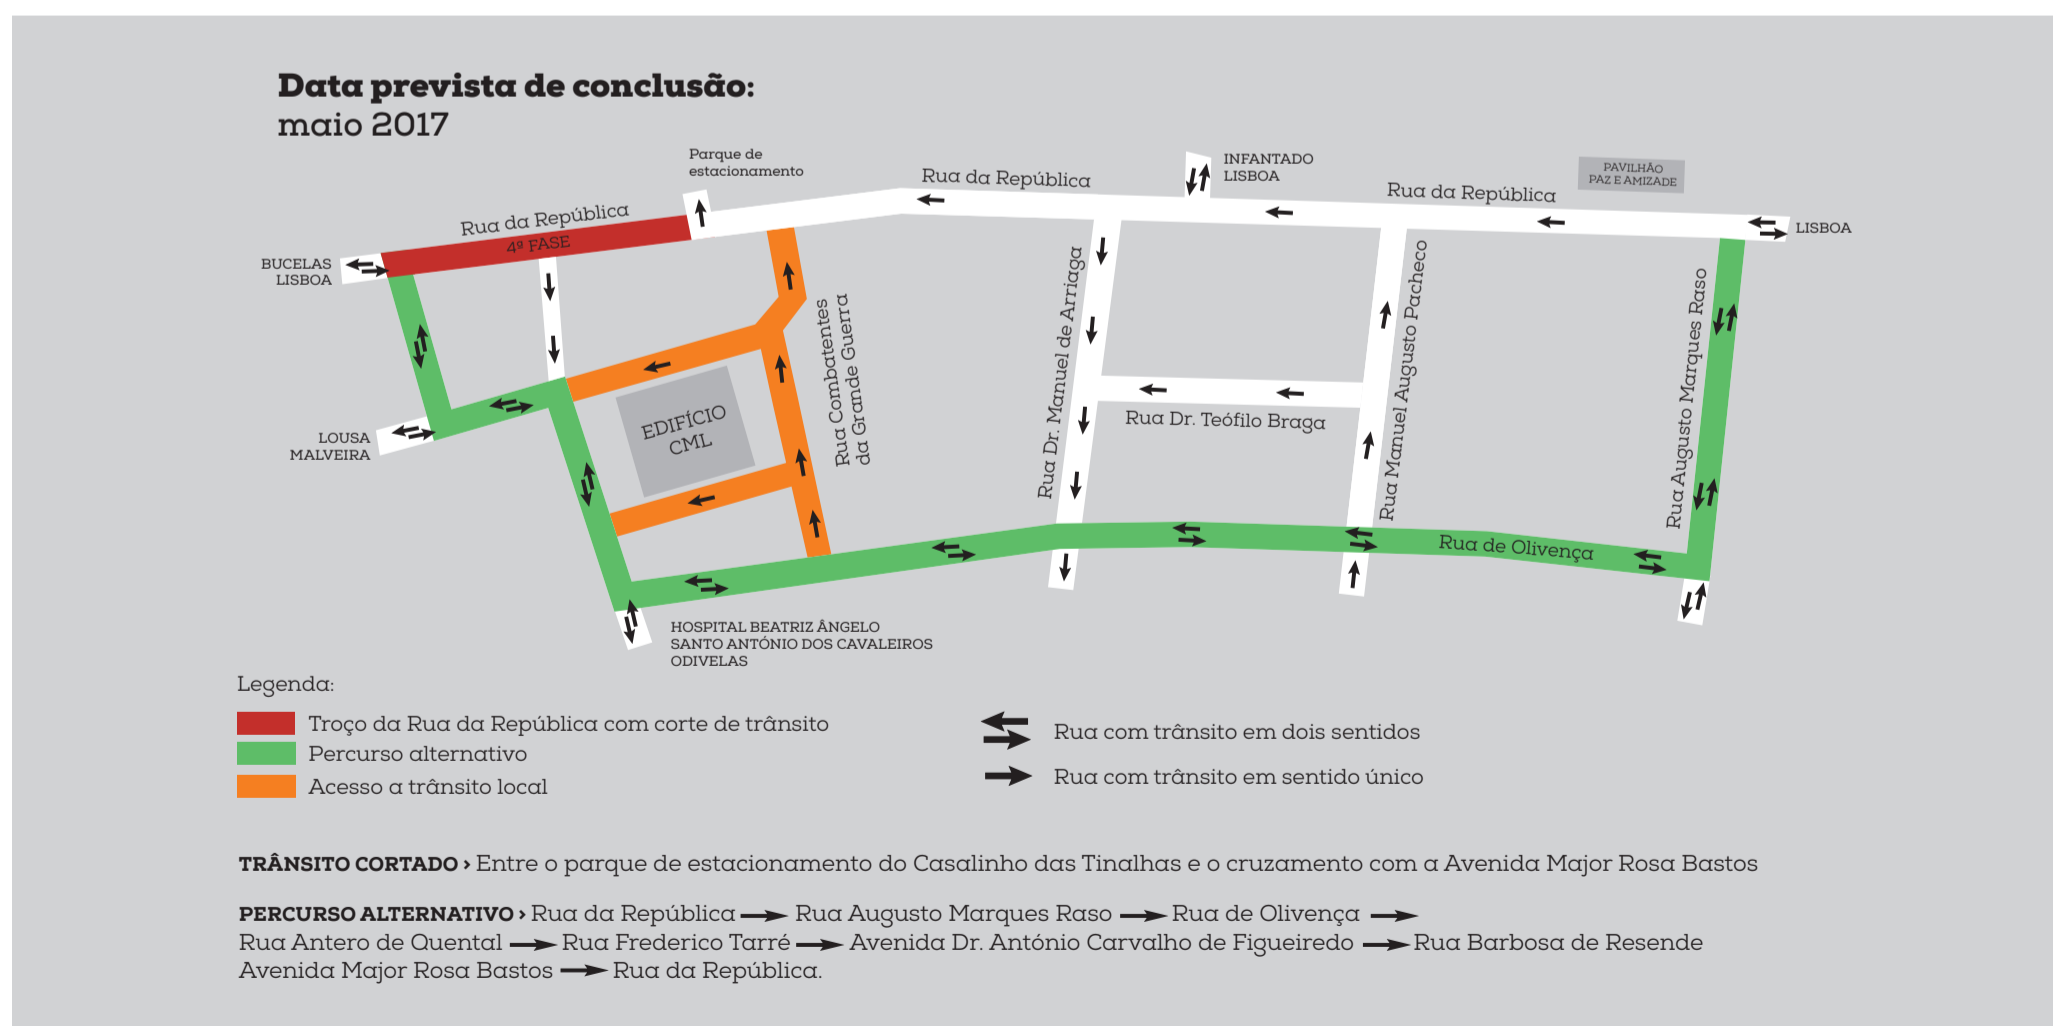 Data prevista de conclusão:
maio 2017
Parque de
estacionamento
Rua da República
INFANTADO
LISBOA
Rua da República
PAVILHÃO
PAZ E AMIZADE
LISBOA
Rua da República
4ª FASE
BUCELAS
LISBOA
Rua Combatentes
da Grande Guerra
Rua Dr. Manuel de Arriaga
Rua Manuel Augusto Pacheco
Rua Augusto Marques Raso
EDIFÍCIO
CML
Rua Dr. Teófilo Braga
LOUSA
MALVEIRA
Rua de Olivença
HOSPITAL BEATRIZ ÂNGELO
SANTO ANTÓNIO DOS CAVALEIROS
ODIVELAS
Legenda:
Troço da Rua da República com corte de trânsito
Percurso alternativo
Acesso a trânsito local
Rua com trânsito em dois sentidos
Rua com trânsito em sentido único
TRÂNSITO CORTADO > Entre o parque de estacionamento do Casalinho das Tinalhas e o cruzamento com a Avenida Major Rosa Bastos
PERCURSO ALTERNATIVO > Rua da República → Rua Augusto Marques Raso → Rua de Olivença →
Rua Antero de Quental → Rua Frederico Tarré → Avenida Dr. António Carvalho de Figueiredo → Rua Barbosa de Resende
Avenida Major Rosa Bastos → Rua da República.